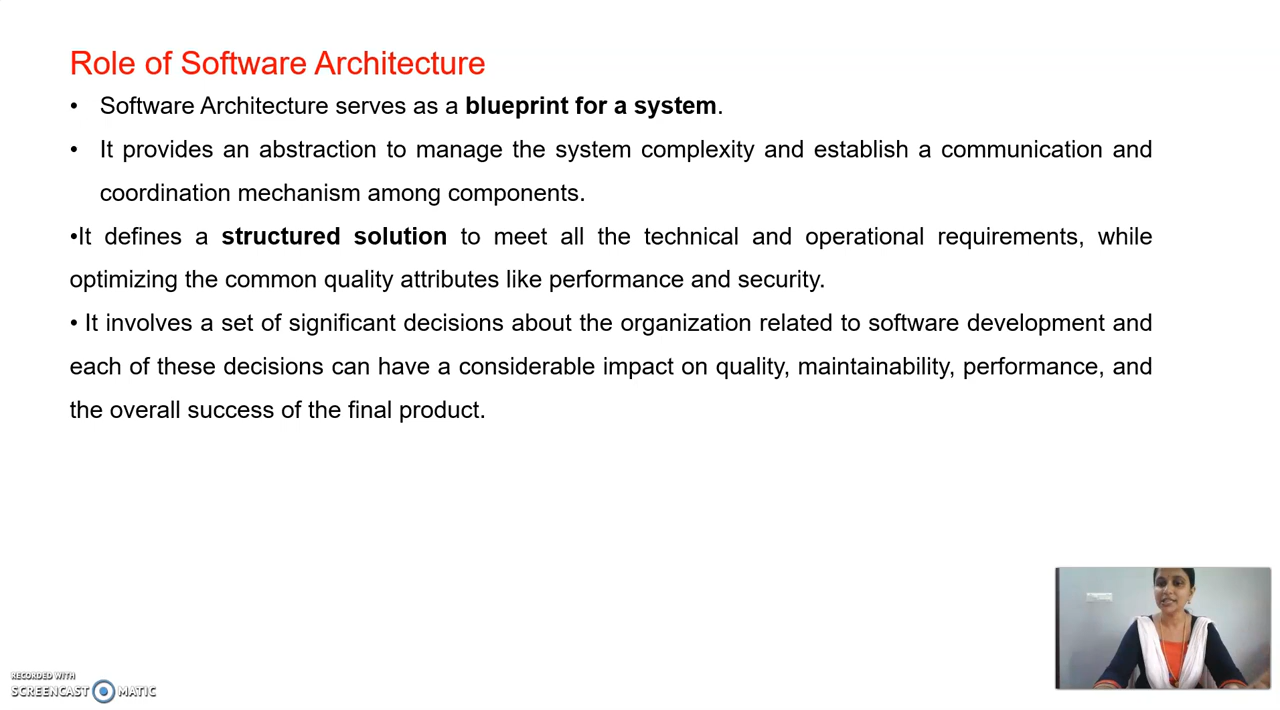 Role of Software Architecture
• Software Architecture serves as a blueprint for a system.
• It provides an abstraction to manage the system complexity and establish a communication and
coordination mechanism among components.
•It defines a structured solution to meet all the technical and operational requirements, while
optimizing the common quality attributes like performance and security.
• It involves a set of significant decisions about the organization related to software development and
each of these decisions can have a considerable impact on quality, maintainability, performance, and
the overall success of the final product.
RECORDED WITH
SCREENCAST MATIC